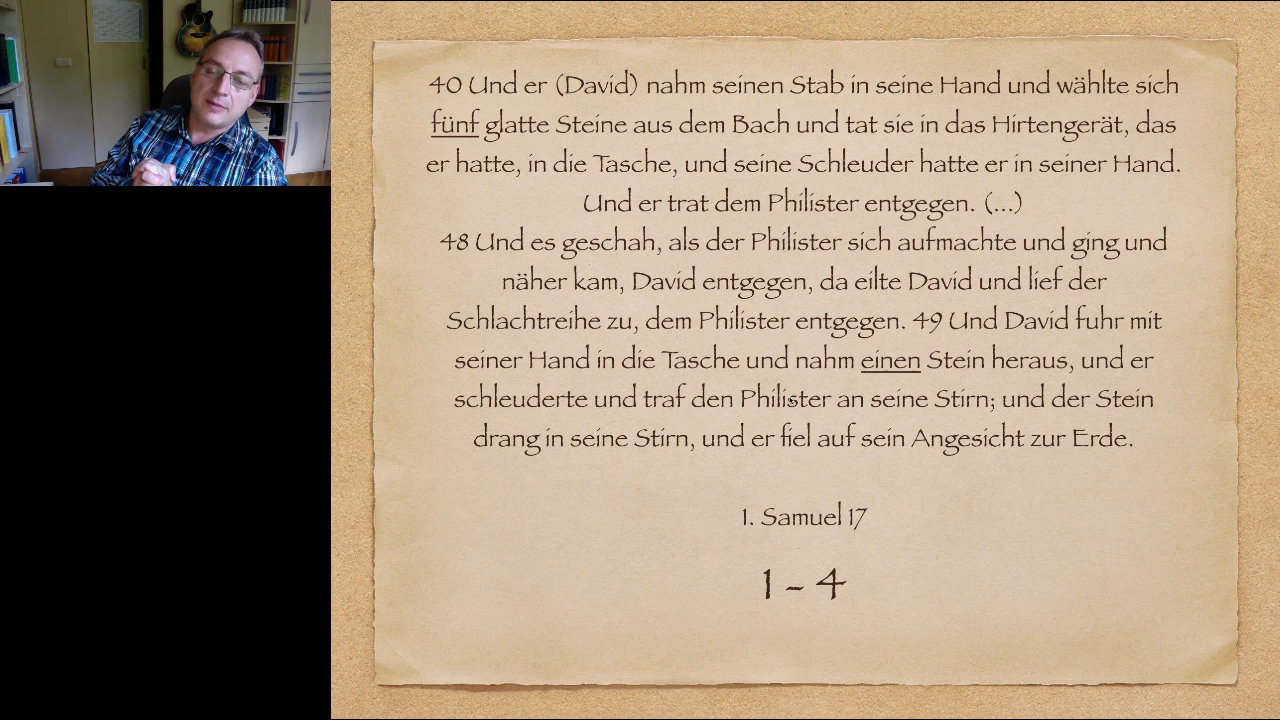 40 Und er (David) nahm seinen Stab in seine Hand und wählte sich
fünf glatte Steine aus dem Bach und tat sie in das Hirtengerät, das
er hatte, in die Tasche, und seine Schleuder hatte er in seiner Hand.
Und er trat dem Philister entgegen. (...)
48 Und es geschah, als der Philister sich aufmachte und ging und
näher kam, David entgegen, da eilte David und lief der
Schlachtreihe zu, dem Philister entgegen. 49 Und David fuhr mit
seiner Hand in die Tasche und nahm einen Stein heraus, und er
schleuderte und traf den Philister an seine Stirn; und der Stein
drang in seine Stirn, und er fiel auf sein Angesicht zur Erde.
1. Samuel 17
1 - 4